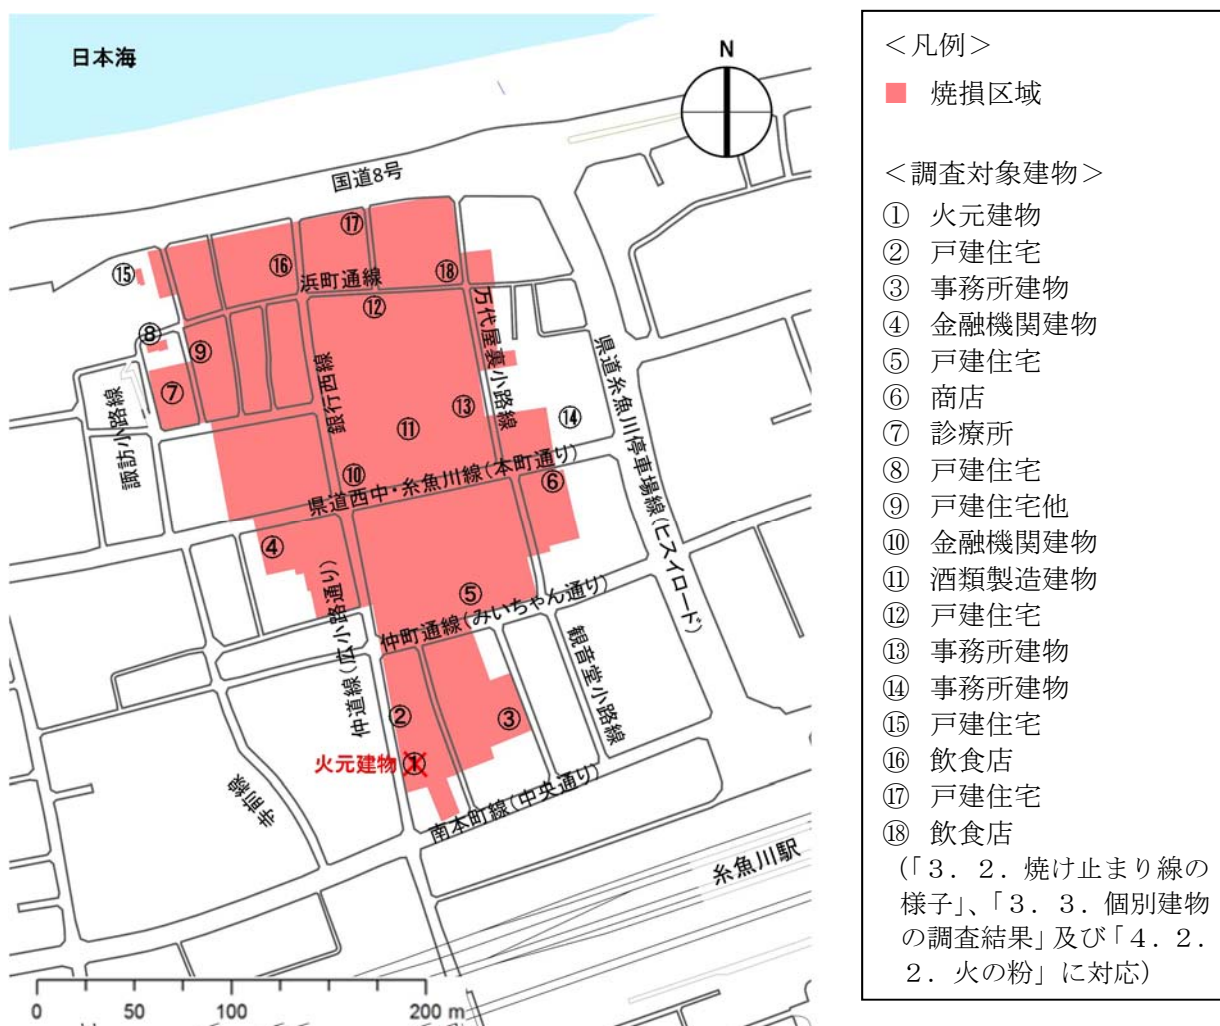 日本海
N
国道8号
⑰
⑮
⑯
浜町通線
⑱
⑫
万代屋裏小路線
⑧
⑨
銀行西線
県道糸魚川停車場線(ヒスイロード)
⑦
⑬
⑭
諏訪小路線
⑪
⑩
県道西中・糸魚川線(本町通り)
⑥
④
⑤
仲町通線(みいちゃん通り)
仲道線(広小路通り)
観音堂小路線
②
③
火元建物
①
寺前線
南本町線(中央通り)
糸魚川駅
0
50
100
200 m
＜凡例＞
焼損区域
＜調査対象建物＞
① 火元建物
② 戸建住宅
③ 事務所建物
④ 金融機関建物
⑤ 戸建住宅
⑥ 商店
⑦ 診療所
⑧ 戸建住宅
⑨ 戸建住宅他
⑩ 金融機関建物
⑪ 酒類製造建物
⑫ 戸建住宅
⑬ 事務所建物
⑭ 事務所建物
⑮ 戸建住宅
⑯ 飲食店
⑰ 戸建住宅
⑱ 飲食店
(「３．２．焼け止まり線の
様子」、「３．３．個別建物
の調査結果」及び「４．２．
２．火の粉」に対応)